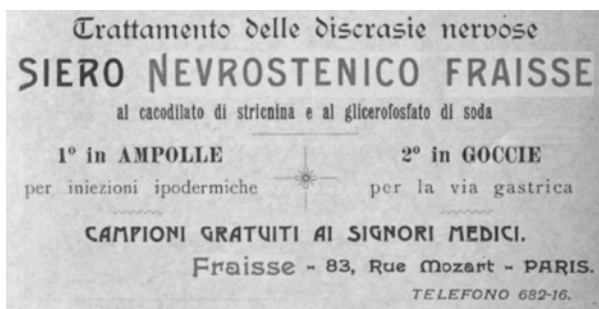 Trattamento delle discrasie nervose
SIERO NEVROSTENICO FRAISSE
al cacodilato di stricnina e al glicerofosfato di soda
1º in AMPOLLE
per iniezioni ipodermiche
2º in GOCCIE
per la via gastrica
CAMPIONI GRATUITI AI SIGNORI MEDICI.
Fraisse - 83, Rue Mozart - PARIS.
TELEFONO 682-16.